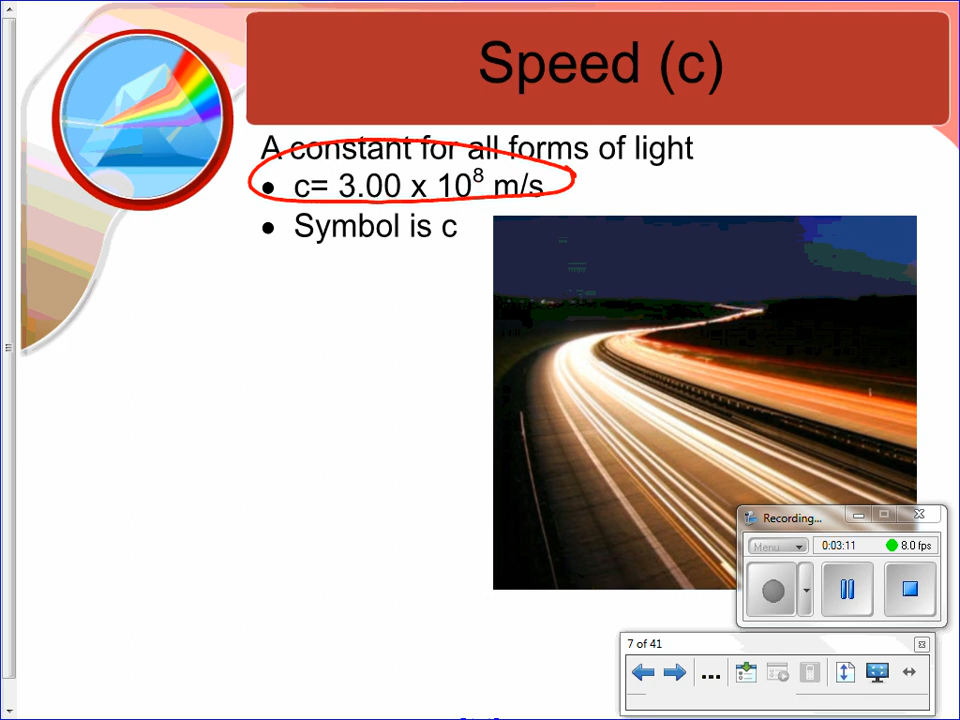 Speed (c)
A constant for all forms of light
• c= 3.00 x 10⁸ m/s
• Symbol is c
Recording...
Menu
0:03:11
8.0 fps
7 of 41